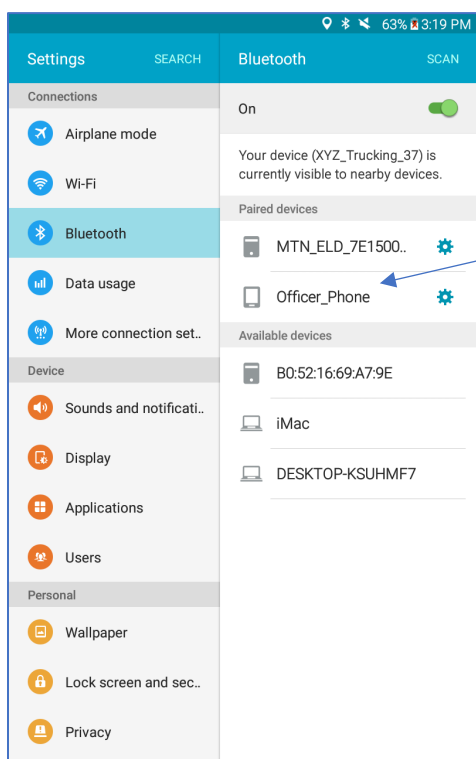 63% 3:19 PM
Settings SEARCH
Connections
Airplane mode
Wi-Fi
Bluetooth
Data usage
More connection set..
Device
Sounds and notificati..
Display
Applications
Users
Personal
Wallpaper
Lock screen and sec..
Privacy
Bluetooth SCAN
On
Your device (XYZ_Trucking_37) is
currently visible to nearby devices.
Paired devices
MTN_ELD_7E1500..
Officer_Phone
Available devices
B0:52:16:69:A7:9E
iMac
DESKTOP-KSUHMF7